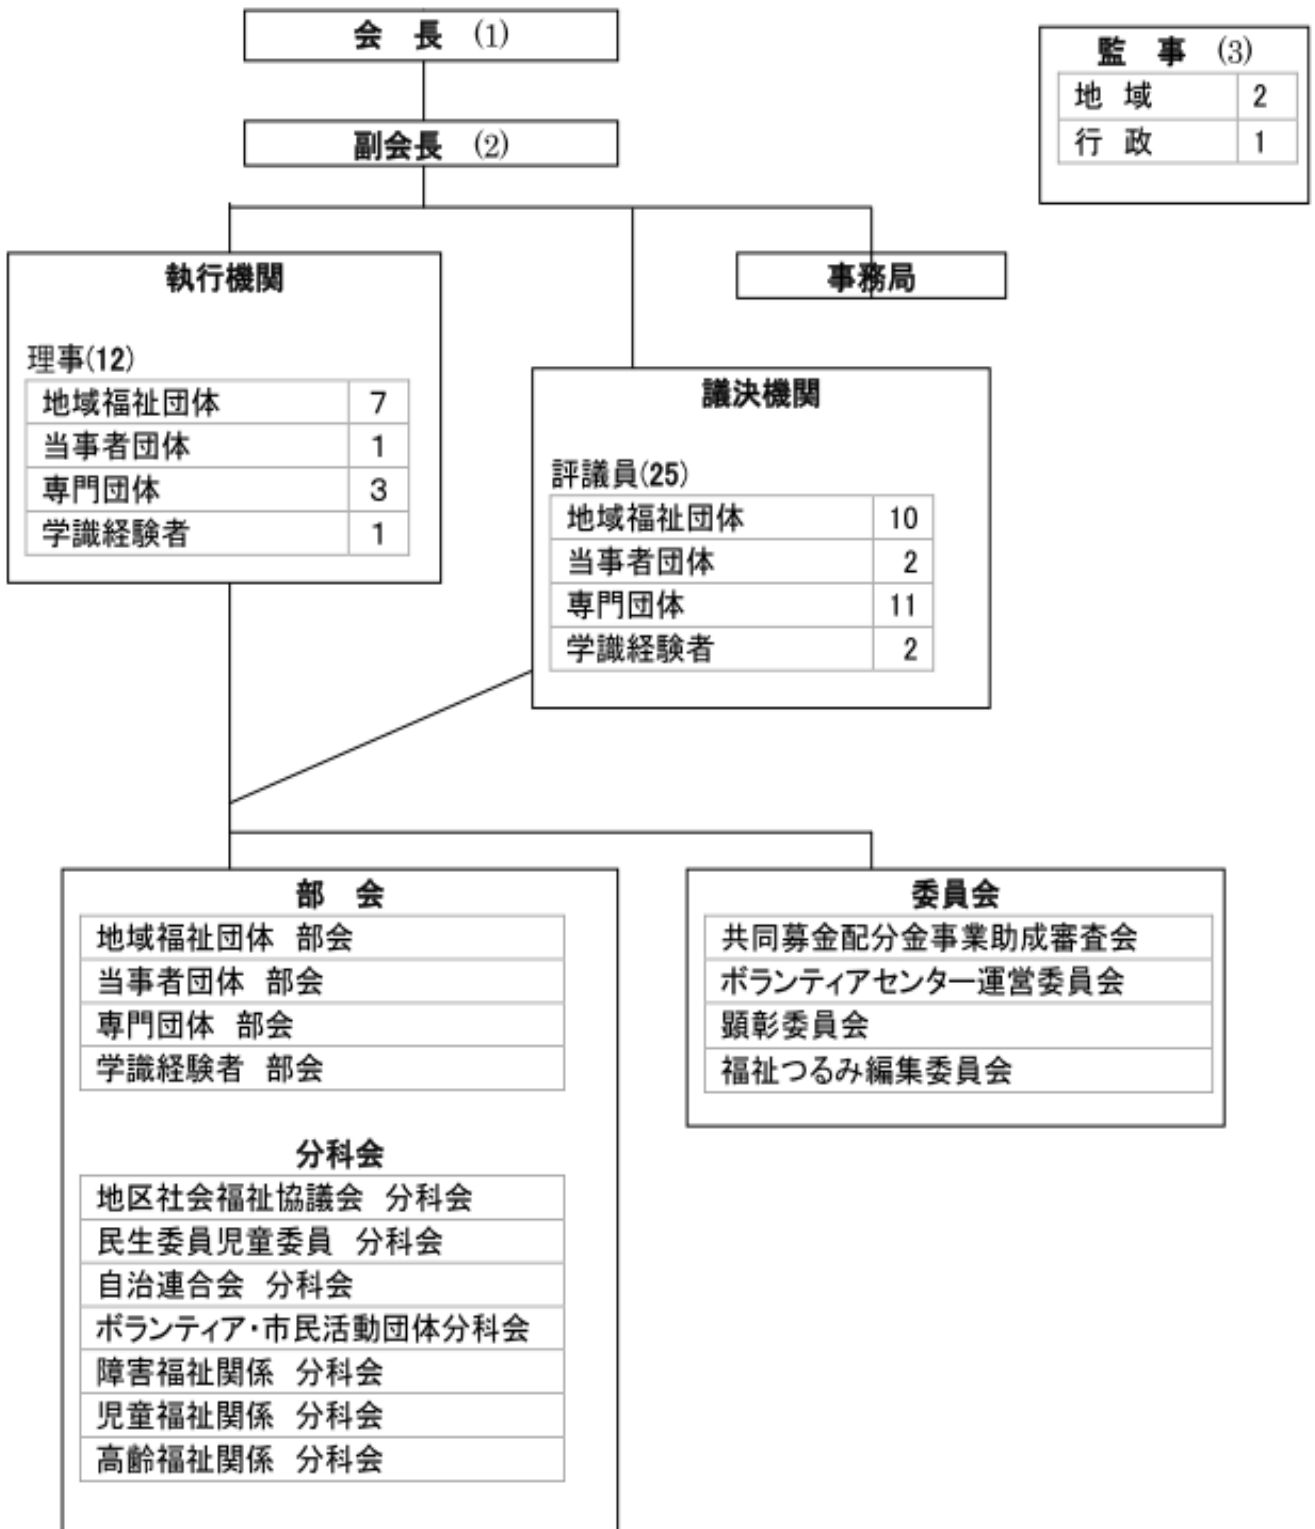 会　長　(1)
副会長　(2)
監　事　(3)
地　域　2
行　政　1
執行機関
理事(12)
地域福祉団体　7
当事者団体　1
専門団体　3
学識経験者　1
事務局
議決機関
評議員(25)
地域福祉団体　10
当事者団体　2
専門団体　11
学識経験者　2
部　会
地域福祉団体　部会
当事者団体　部会
専門団体　部会
学識経験者　部会
分科会
地区社会福祉協議会　分科会
民生委員児童委員　分科会
自治連合会　分科会
ボランティア・市民活動団体分科会
障害福祉関係　分科会
児童福祉関係　分科会
高齢福祉関係　分科会
委員会
共同募金配分金事業助成審査会
ボランティアセンター運営委員会
顕彰委員会
福祉つるみ編集委員会